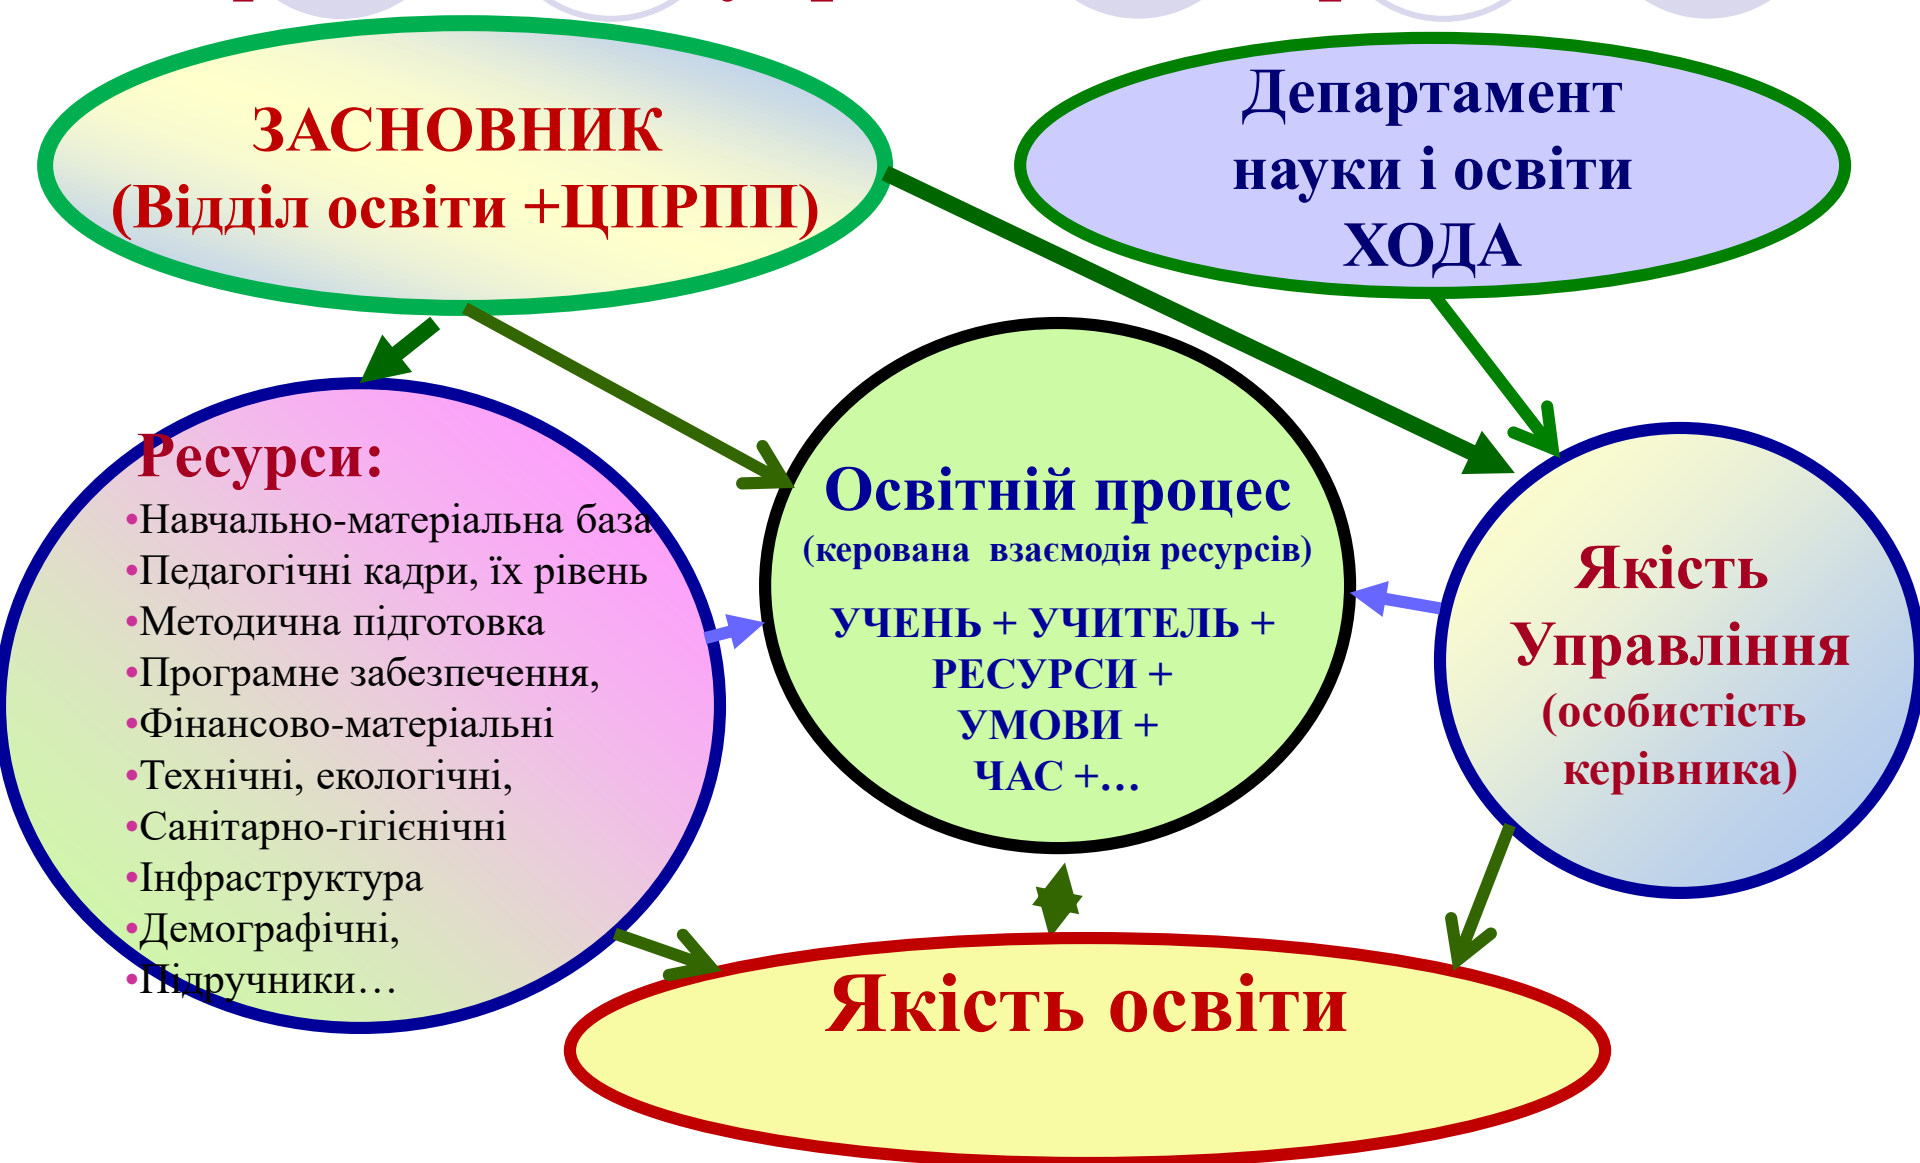 ЗАСНОВНИК
(Відділ освіти +ЦПРПП)
Департамент
науки і освіти
ХОДА
Ресурси:
•Навчально-матеріальна база
•Педагогічні кадри, їх рівень
•Методична підготовка
•Програмне забезпечення,
•Фінансово-матеріальні
•Технічні, екологічні,
•Санітарно-гігієнічні
•Інфраструктура
•Демографічні,
•Підручники…
Освітній процес
(керована взаємодія ресурсів)
УЧЕНЬ + УЧИТЕЛЬ +
РЕСУРСИ +
УМОВИ +
ЧАС +…
Якість
Управління
(особистість
керівника)
Якість освіти